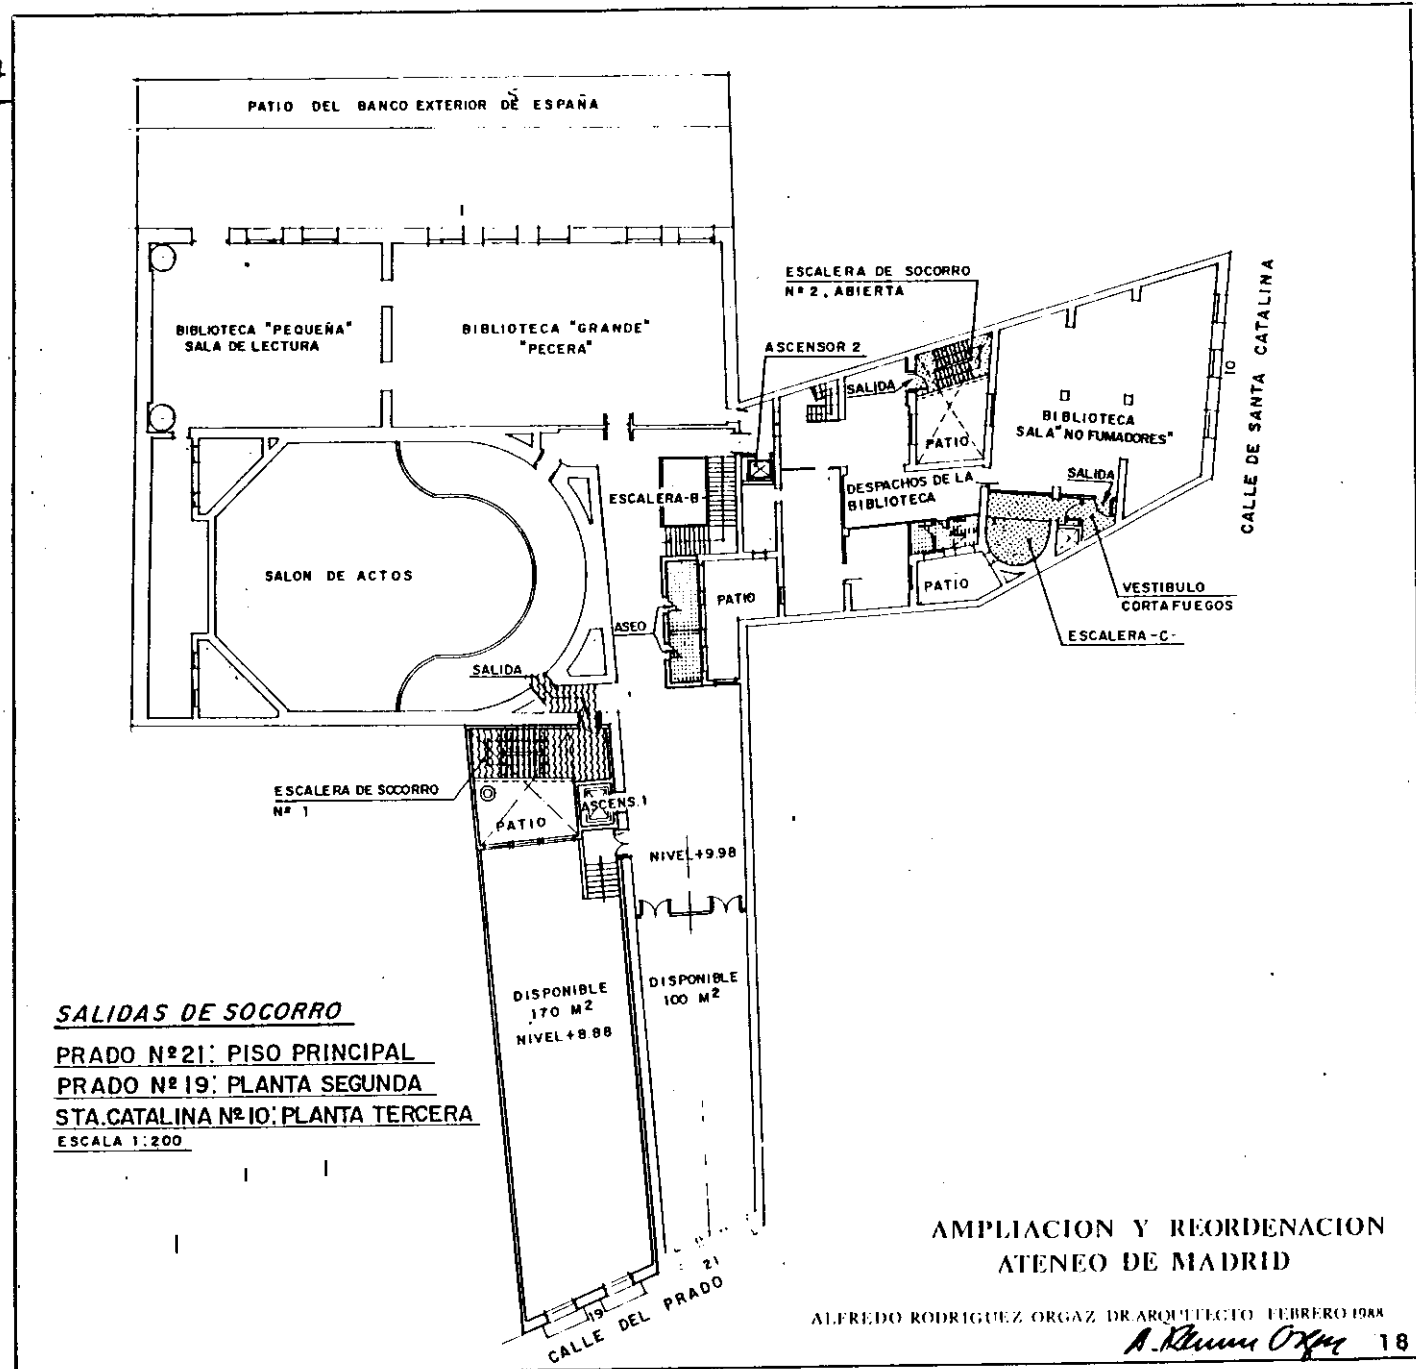 PATIO DEL BANCO EXTERIOR DE ESPAÑA
BIBLIOTECA "PEQUEÑA"
SALA DE LECTURA
BIBLIOTECA "GRANDE"
"PECERA"
ESCALERA DE SOCORRO
Nº 2, ABIERTA
ASCENSOR 2
SALIDA
PATIO
BIBLIOTECA
SALA "NO FUMADORES"
SALIDA
10
CALLE DE SANTA CATALINA
DESPACHOS DE LA
BIBLIOTECA
ESCALERA-B-
SALON DE ACTOS
PATIO
PATIO
VESTIBULO
CORTAFUEGOS
ESCALERA -C-
ASEO
SALIDA
ESCALERA DE SOCORRO
Nº 1
ASCENS.1
PATIO
NIVEL+9.98
DISPONIBLE
170 M²
NIVEL+8.88
DISPONIBLE
100 M²
SALIDAS DE SOCORRO
PRADO Nº 21: PISO PRINCIPAL
PRADO Nº 19: PLANTA SEGUNDA
STA.CATALINA Nº 10: PLANTA TERCERA
ESCALA 1:200
21
19
CALLE DEL PRADO
AMPLIACION Y REORDENACION
ATENEO DE MADRID
ALFREDO RODRIGUEZ ORGAZ DR.ARQUITECTO FEBRERO 1988
18